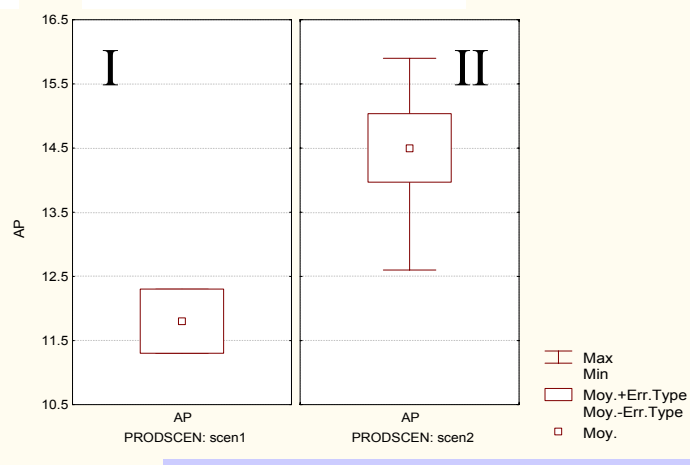 16.5
15.5
14.5
13.5
12.5
11.5
10.5
AP
I
II
AP
PRODSCEN: scen1
AP
PRODSCEN: scen2
Max
Min
Moy.+Err.Type
Moy.-Err.Type
Moy.